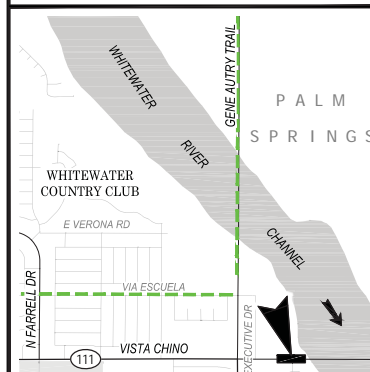 WHITEWATER
RIVER
CHANNEL
GENE AUTRY TRAIL
PALM
SPRINGS
WHITEWATER
COUNTRY CLUB
E VERONA RD
N FARRELL DR
VIA ESCUELA
EXECUTIVE DR
111
VISTA CHINO